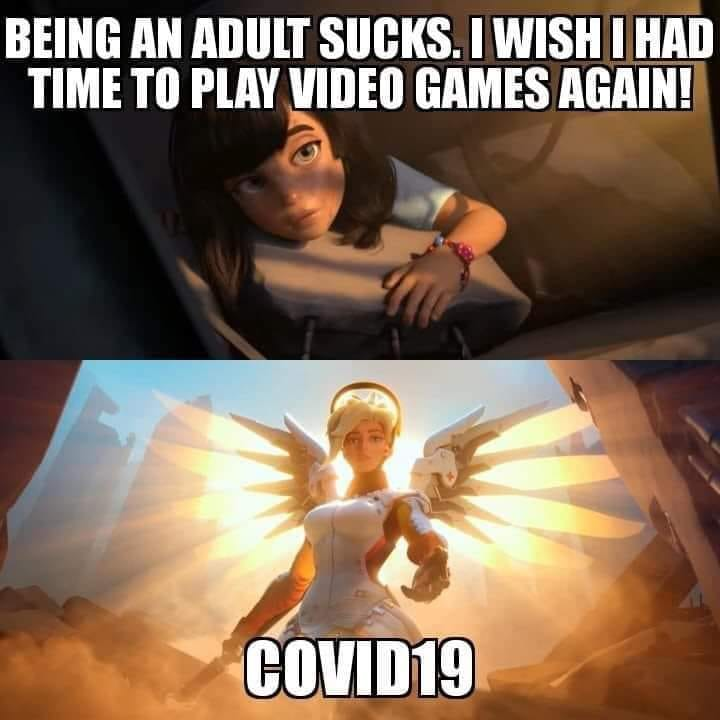 BEING AN ADULT SUCKS. I WISH I HAD
TIME TO PLAY VIDEO GAMES AGAIN!
COVID19